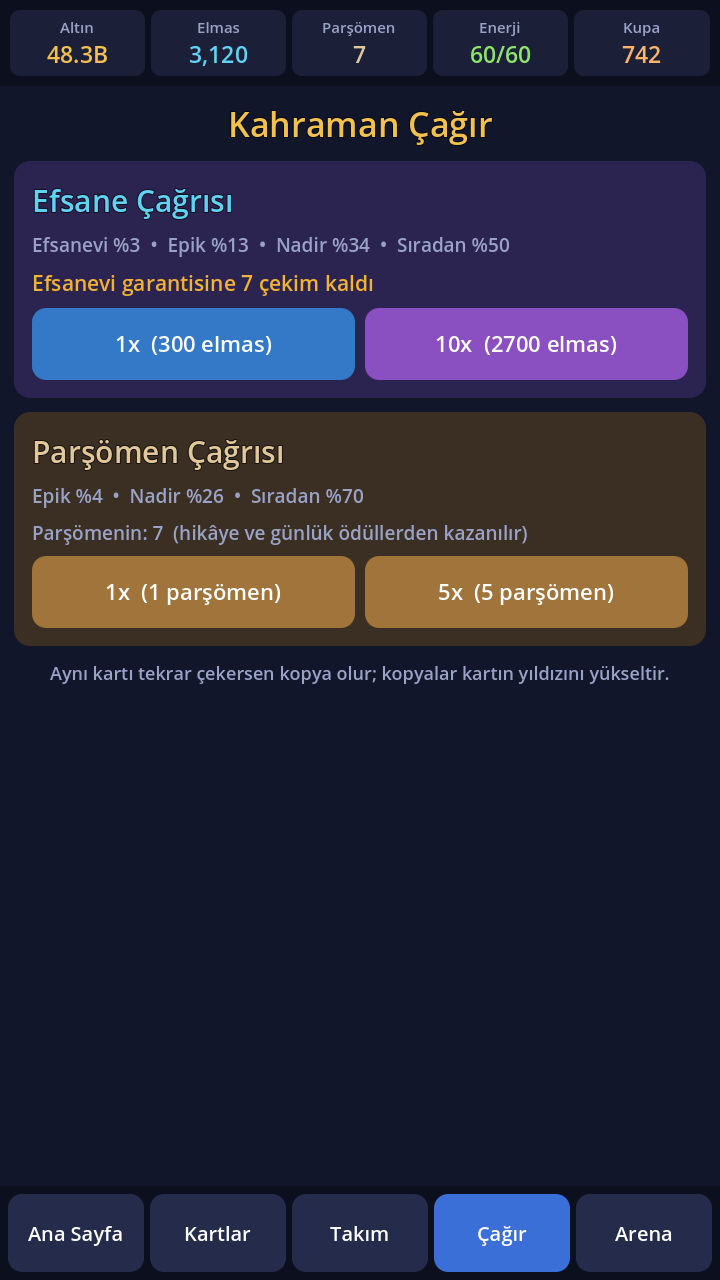 Altın Elmas Parşömen Enerji Kupa
48.3B 3,120 7 60/60 742
Kahraman Çağır
Efsane Çağrısı
Efsanevi %3 • Epik %13 • Nadir %34 • Sıradan %50
Efsanevi garantisine 7 çekim kaldı
1x (300 elmas) 10x (2700 elmas)
Parşömen Çağrısı
Epik %4 • Nadir %26 • Sıradan %70
Parşömenin: 7 (hikâye ve günlük ödüllerden kazanılır)
1x (1 parşömen) 5x (5 parşömen)
Aynı kartı tekrar çekersen kopya olur; kopyalar kartın yıldızını yükseltir.
Ana Sayfa Kartlar Takım Çağır Arena